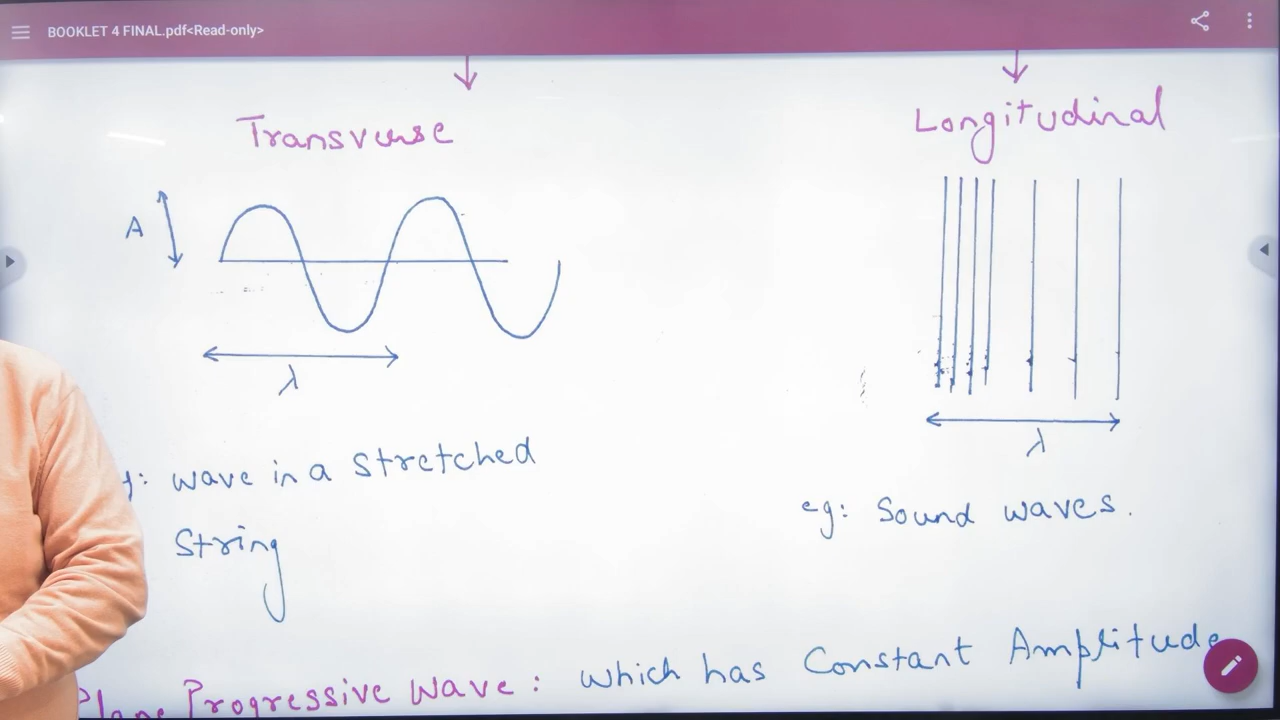 BOOKLET 4 FINAL.pdf<Read-only>
Transverse
Longitudinal
A
λ
λ
wave in a stretched
string
eg: Sound waves.
Plane Progressive Wave: which has Constant Amplitude